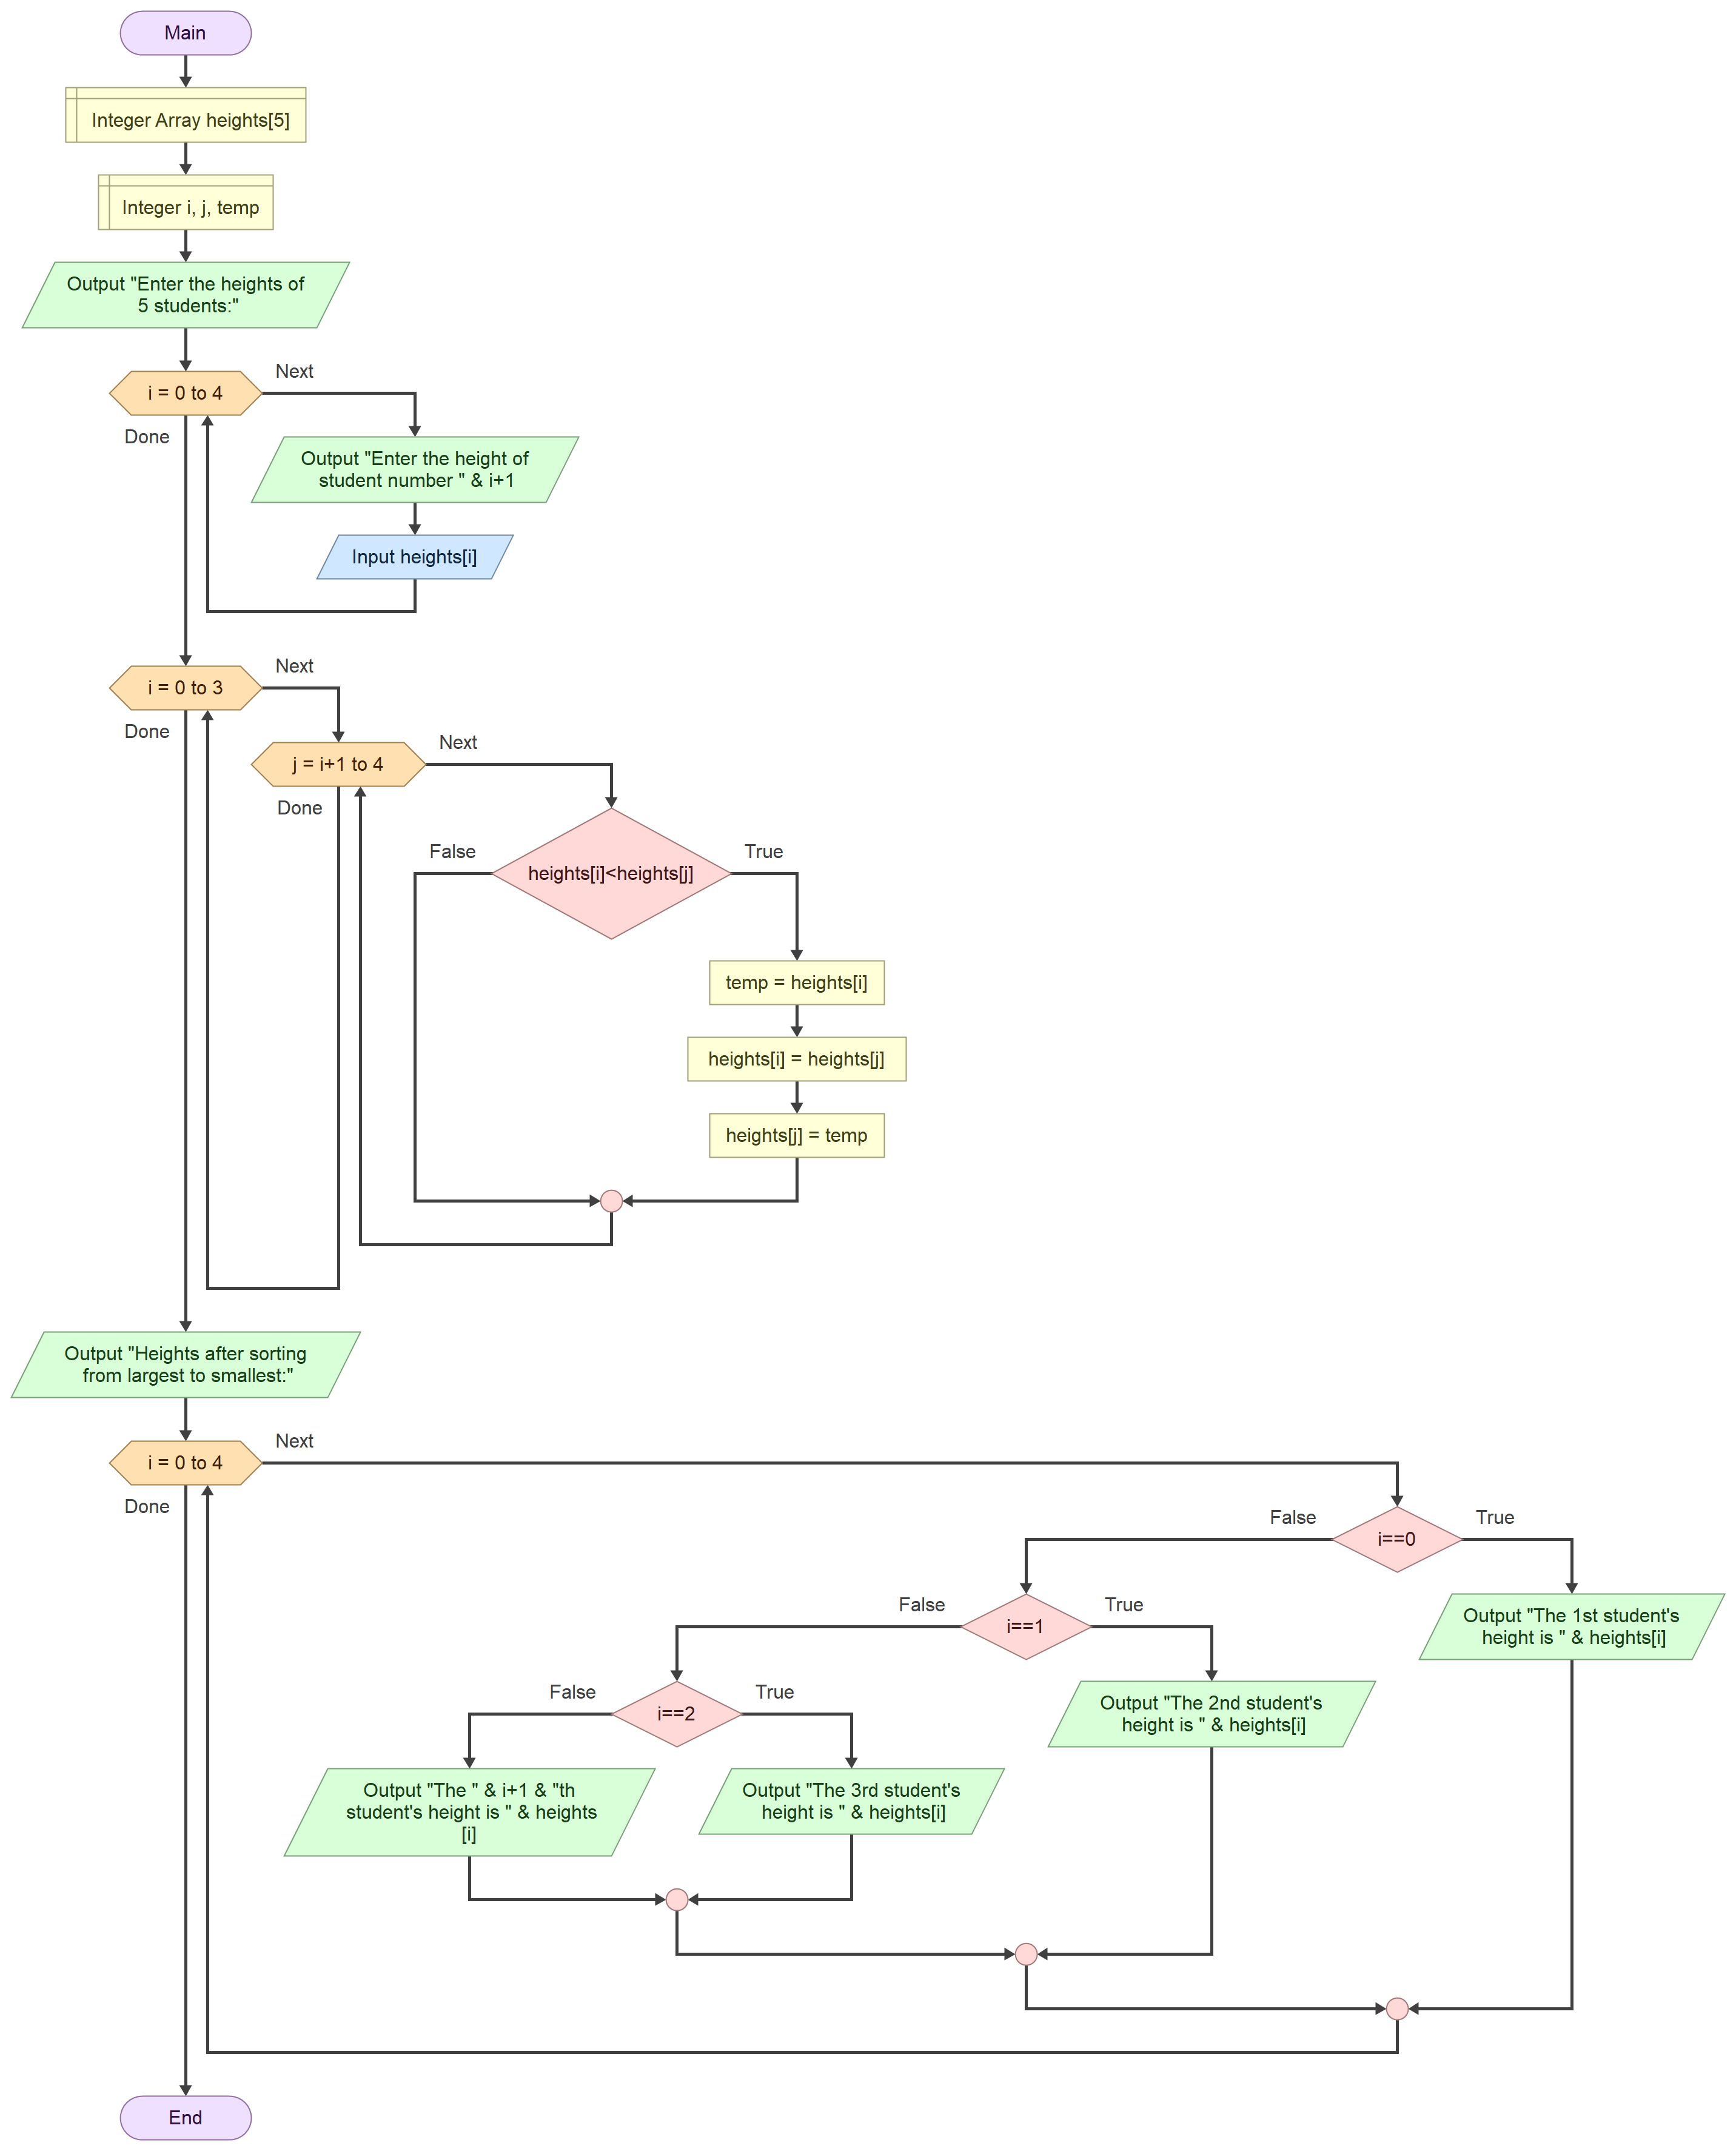 Main
Integer Array heights[5]
Integer i, j, temp
Output "Enter the heights of
5 students:"
i = 0 to 4
Next
Done
Output "Enter the height of
student number " & i+1
Input heights[i]
i = 0 to 3
Next
Done
j = i+1 to 4
Next
Done
heights[i]<heights[j]
False
True
temp = heights[i]
heights[i] = heights[j]
heights[j] = temp
Output "Heights after sorting
from largest to smallest:"
i = 0 to 4
Next
Done
i==0
False
True
Output "The 1st student's
height is " & heights[i]
i==1
False
True
Output "The 2nd student's
height is " & heights[i]
i==2
False
True
Output "The " & i+1 & "th
student's height is " & heights
[i]
Output "The 3rd student's
height is " & heights[i]
End